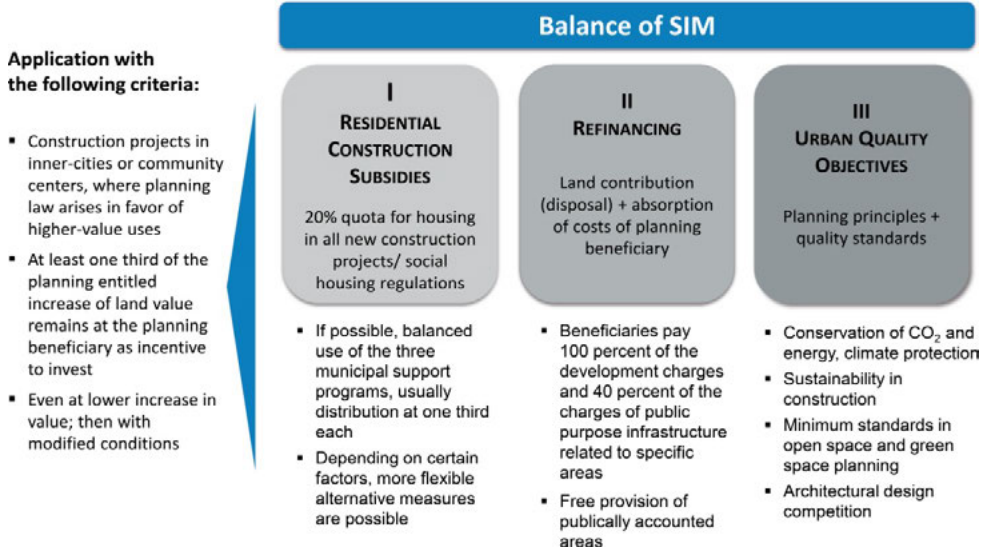 Balance of SIM
Application with
the following criteria:
▪ Construction projects in
inner-cities or community
centers, where planning
law arises in favor of
higher-value uses
▪ At least one third of the
planning entitled
increase of land value
remains at the planning
beneficiary as incentive
to invest
▪ Even at lower increase in
value; then with
modified conditions
I
RESIDENTIAL
CONSTRUCTION
SUBSIDIES
20% quota for housing
in all new construction
projects/ social
housing regulations
▪ If possible, balanced
use of the three
municipal support
programs, usually
distribution at one third
each
▪ Depending on certain
factors, more flexible
alternative measures
are possible
II
REFINANCING
Land contribution
(disposal) + absorption
of costs of planning
beneficiary
▪ Beneficiaries pay
100 percent of the
development charges
and 40 percent of the
charges of public
purpose infrastructure
related to specific
areas
▪ Free provision of
publically accounted
areas
III
URBAN QUALITY
OBJECTIVES
Planning principles +
quality standards
▪ Conservation of CO₂ and
energy, climate protection
▪ Sustainability in
construction
▪ Minimum standards in
open space and green
space planning
▪ Architectural design
competition